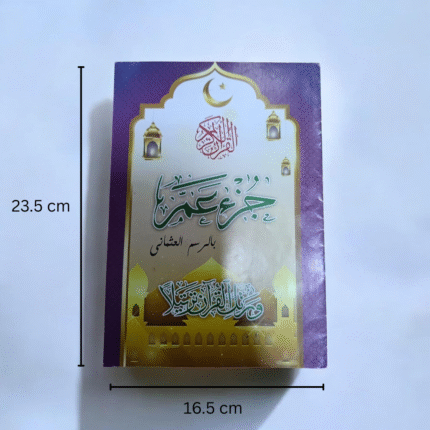 القرآن الكريم
جزء عمّ
بالرسم العثماني
ورتل القرآن ترتيلا
23.5 cm
16.5 cm